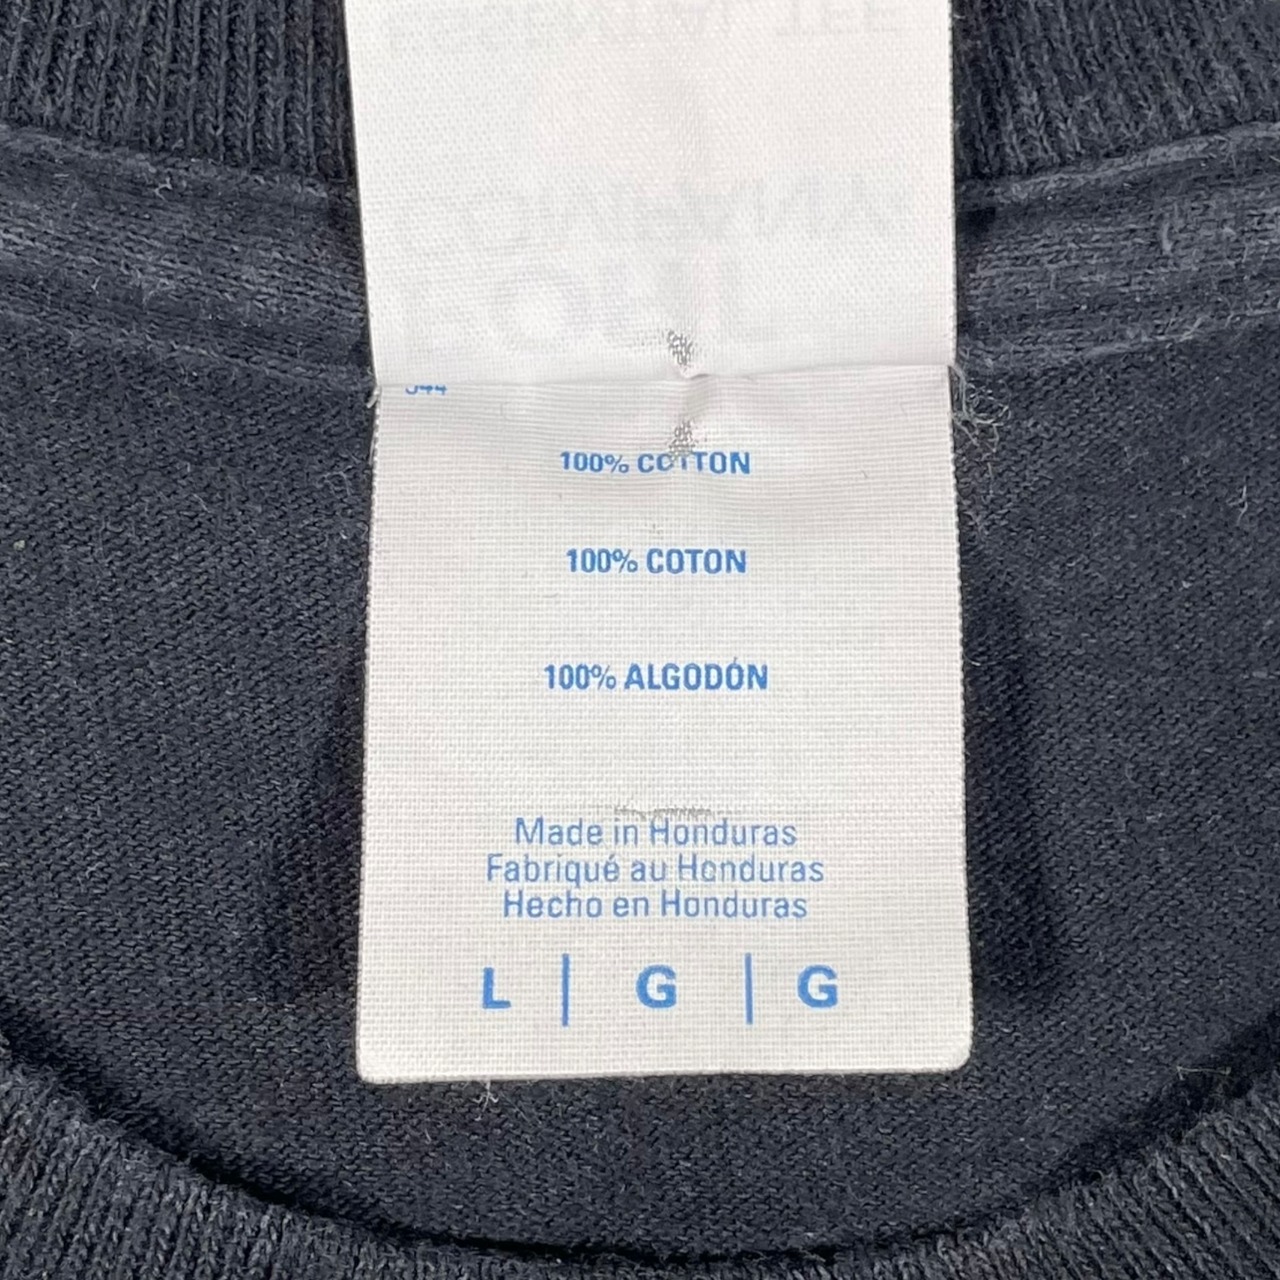 100% COTTON
100% COTON
100% ALGODÓN
Made in Honduras
Fabriqué au Honduras
Hecho en Honduras
L | G | G